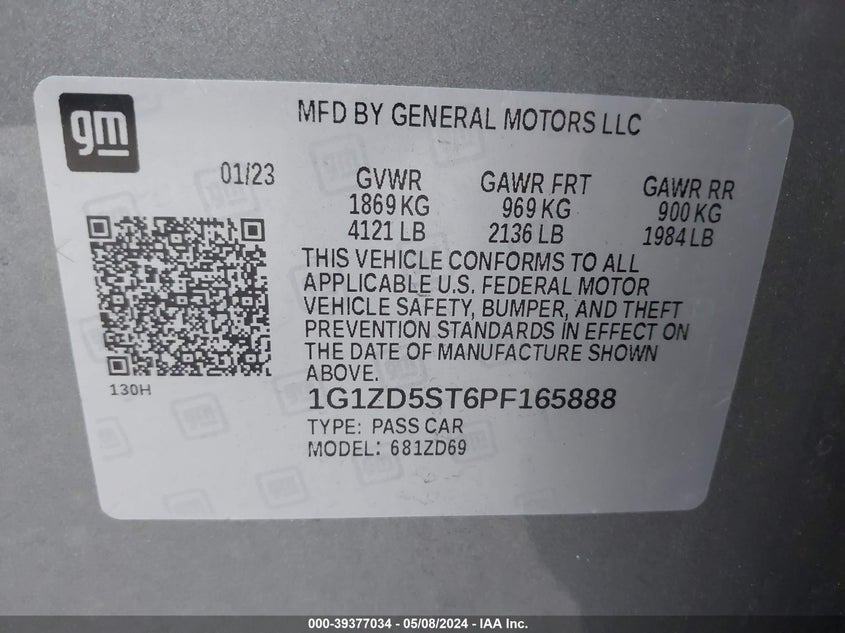 gm
MFD BY GENERAL MOTORS LLC
01/23
GVWR
1869 KG
4121 LB
GAWR FRT
969 KG
2136 LB
GAWR RR
900 KG
1984 LB
THIS VEHICLE CONFORMS TO ALL
APPLICABLE U.S. FEDERAL MOTOR
VEHICLE SAFETY, BUMPER, AND THEFT
PREVENTION STANDARDS IN EFFECT ON
THE DATE OF MANUFACTURE SHOWN
ABOVE.
130H
1G1ZD5ST6PF165888
TYPE: PASS CAR
MODEL: 681ZD69
000-39377034 - 05/08/2024 - IAA Inc.